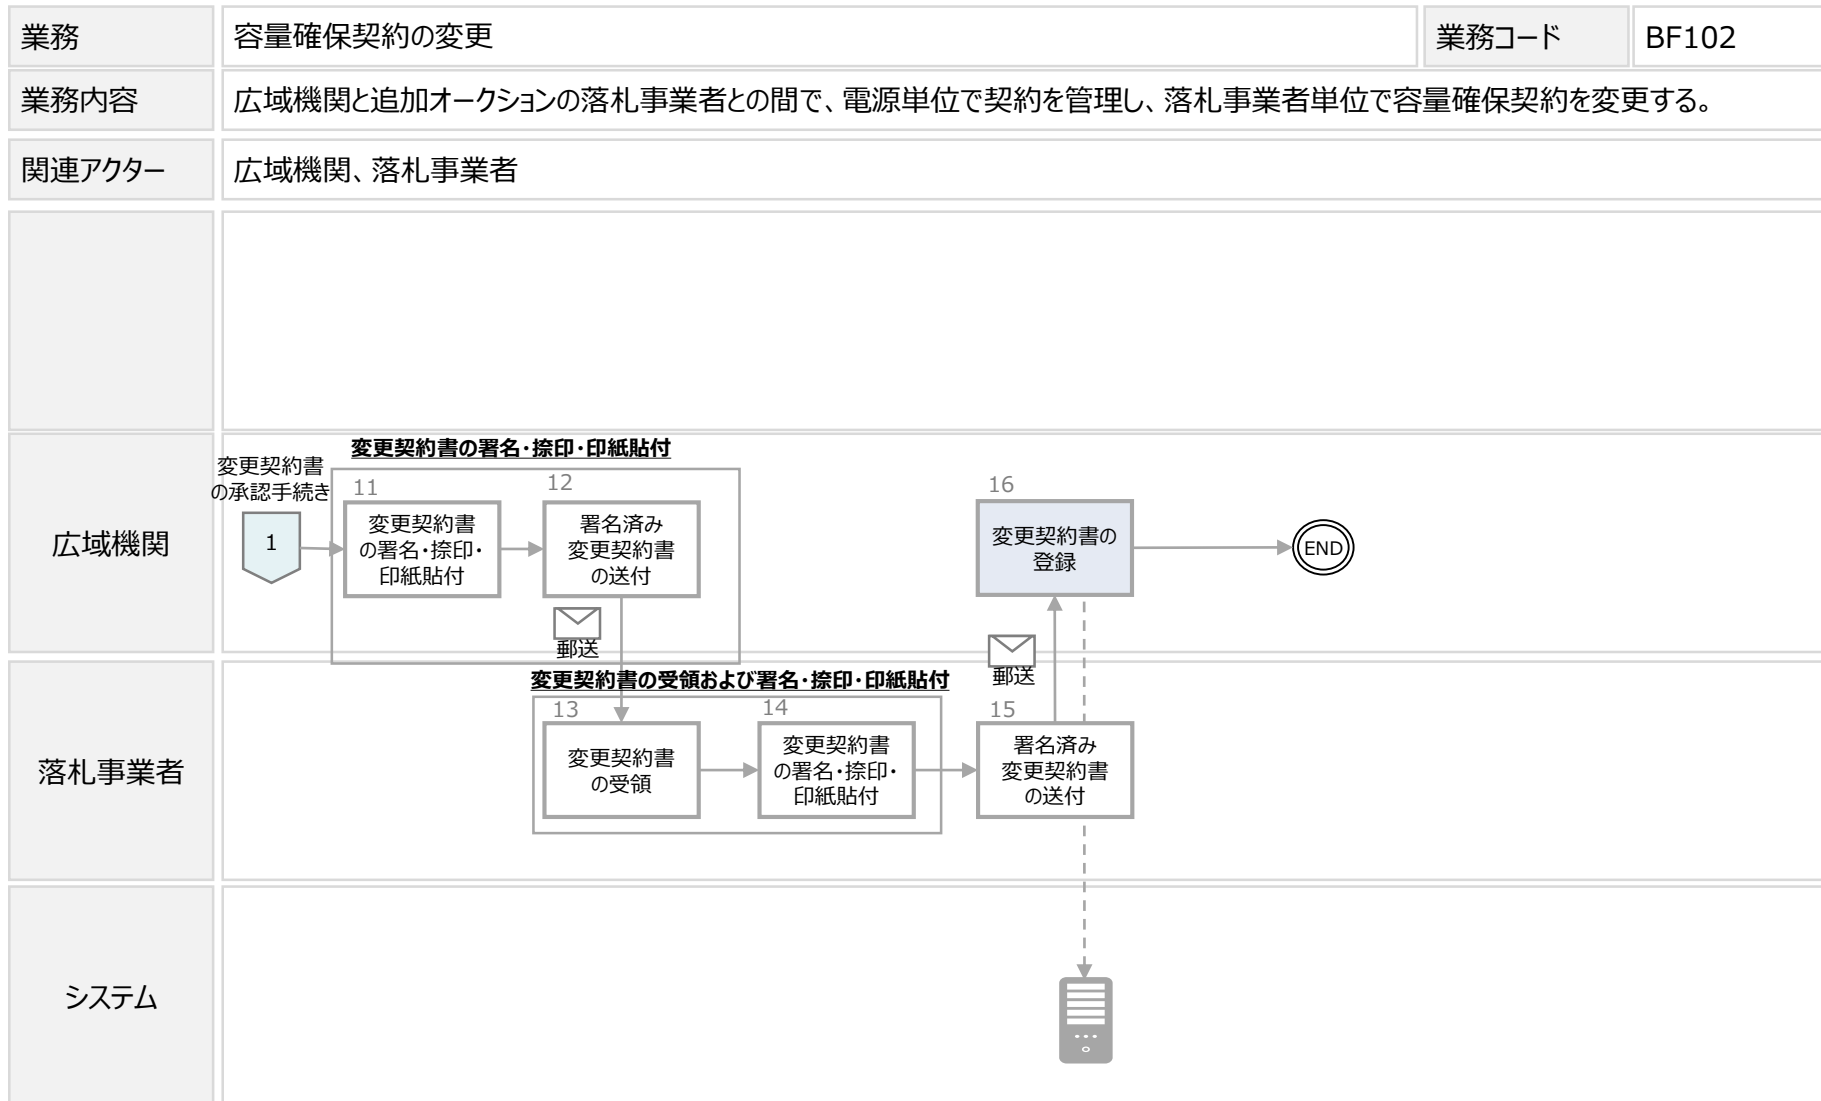 業務
容量確保契約の変更
業務コード
BF102
業務内容
広域機関と追加オークションの落札事業者との間で、電源単位で契約を管理し、落札事業者単位で容量確保契約を変更する。
関連アクター
広域機関、落札事業者
広域機関
変更契約書
の承認手続き
1
変更契約書の署名・捺印・印紙貼付
11
変更契約書
の署名・捺印・
印紙貼付
12
署名済み
変更契約書
の送付
郵送
16
変更契約書の
登録
END
郵送
落札事業者
変更契約書の受領および署名・捺印・印紙貼付
13
変更契約書
の受領
14
変更契約書
の署名・捺印・
印紙貼付
15
署名済み
変更契約書
の送付
システム